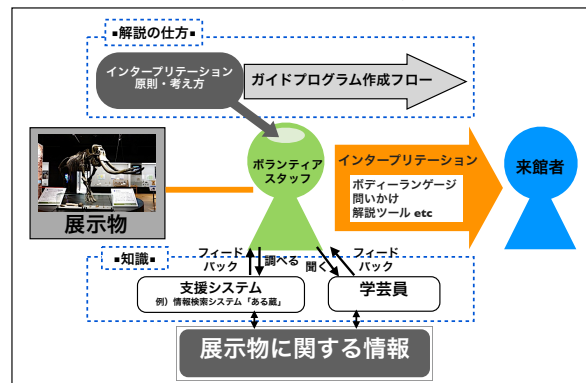 ▪解説の仕方▪
インタープリテーション
原則・考え方
ガイドプログラム作成フロー
ボランティア
スタッフ
インタープリテーション
ボディーランゲージ
問いかけ
解説ツール etc
来館者
展示物
▪知識▪
フィード
バック
調べる
聞く
フィード
バック
支援システム
例）情報検索システム「ある蔵」
学芸員
展示物に関する情報